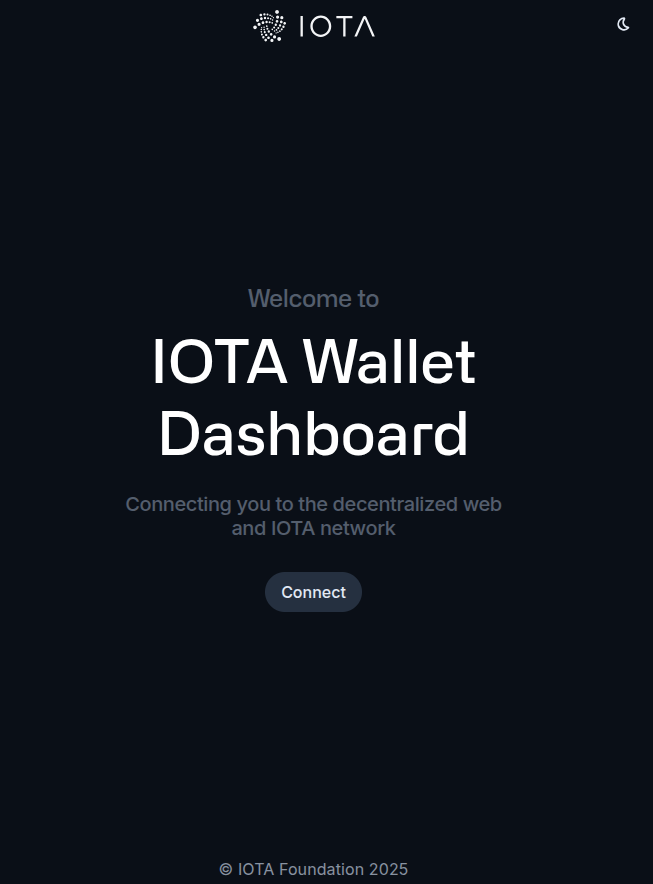 IOTA
Welcome to
IOTA Wallet
Dashboard
Connecting you to the decentralized web
and IOTA network
Connect
© IOTA Foundation 2025